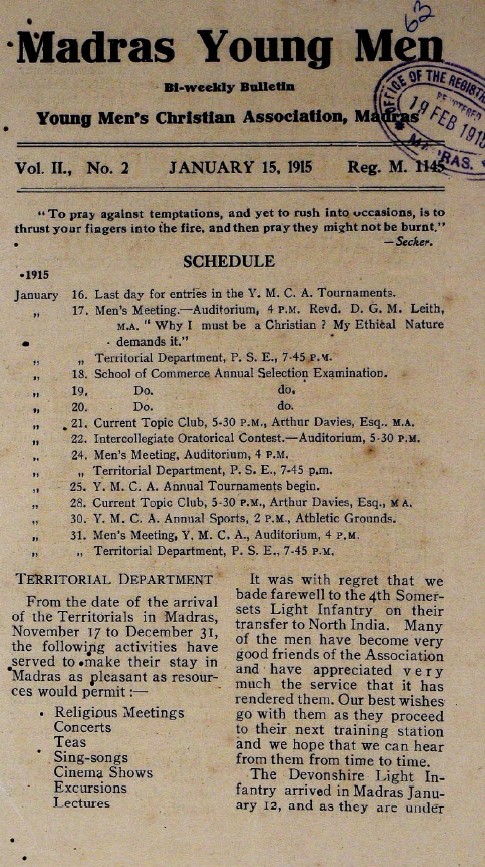 63
Madras Young Men
Bi-weekly Bulletin
Young Men's Christian Association, Madras
OFFICE OF THE REGISTR
19 FEB 1915
Vol. II., No. 2 JANUARY 15, 1915 Reg. M. 1145
"To pray against temptations, and yet to rush into occasions, is to
thrust your fingers into the fire, and then pray they might not be burnt."
—Secker.
SCHEDULE
1915
January 16. Last day for entries in the Y. M. C. A. Tournaments.
„ 17. Men's Meeting.—Auditorium, 4 P.M. Revd. D. G. M. Leith,
M.A. "Why I must be a Christian ? My Ethical Nature
demands it."
„ „ Territorial Department, P. S. E., 7-45 P.M.
„ 18. School of Commerce Annual Selection Examination.
„ 19. Do. do.
„ 20. Do. do.
„ 21. Current Topic Club, 5-30 P.M., Arthur Davies, Esq.. M.A.
„ 22. Intercollegiate Oratorical Contest.—Auditorium, 5-30 P.M.
„ 24. Men's Meeting, Auditorium, 4 P.M.
„ „ Territorial Department, P. S. E., 7-45 p.m.
„ 25. Y. M. C. A. Annual Tournaments begin.
„ 28. Current Topic Club, 5-30 P.M., Arthur Davies, Esq., M A.
„ 30. Y. M. C. A. Annual Sports, 2 P.M., Athletic Grounds.
„ 31. Men's Meeting, Y. M. C. A., Auditorium, 4 P.M.
„ „ Territorial Department, P. S. E., 7-45 P.M.
TERRITORIAL DEPARTMENT
From the date of the arrival
of the Territorials in Madras,
November 17 to December 31,
the following activities have
served to make their stay in
Madras as pleasant as resour-
ces would permit :—
Religious Meetings
Concerts
Teas
Sing-songs
Cinema Shows
Excursions
Lectures
It was with regret that we
bade farewell to the 4th Somer-
sets Light Infantry on their
transfer to North India. Many
of the men have become very
good friends of the Association
and have appreciated very
much the service that it has
rendered them. Our best wishes
go with them as they proceed
to their next training station
and we hope that we can hear
from them from time to time.
The Devonshire Light In-
fantry arrived in Madras Janu-
ary 12, and as they are under